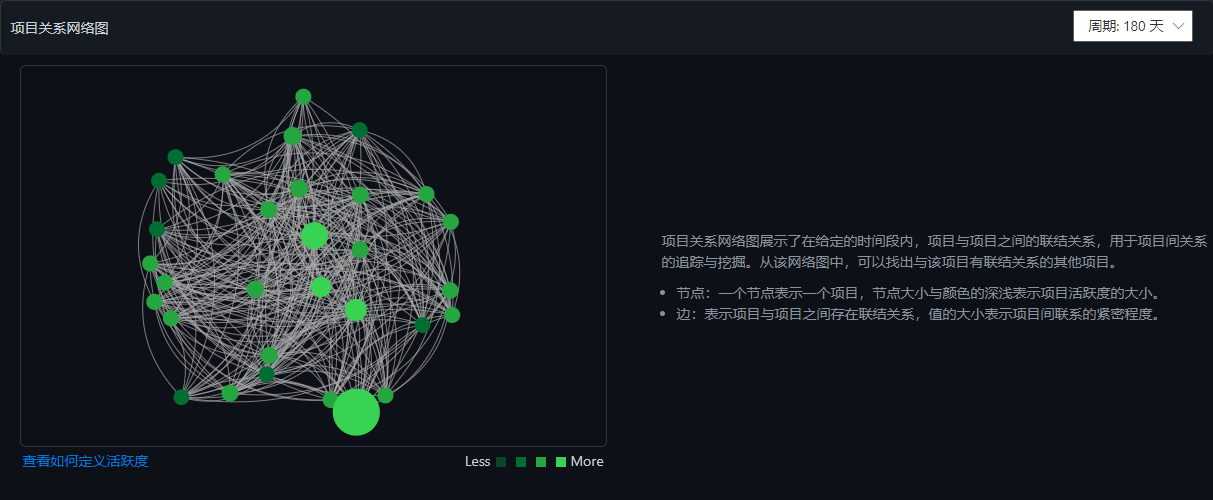 项目关系网络图
周期: 180 天
项目关系网络图展示了在给定的时间段内，项目与项目之间的联结关系，用于项目间关系
的追踪与挖掘。从该网络图中，可以找出与该项目有联结关系的其他项目。
节点：一个节点表示一个项目，节点大小与颜色的深浅表示项目活跃度的大小。
边：表示项目与项目之间存在联结关系，值的大小表示项目间联系的紧密程度。
查看如何定义活跃度
Less More